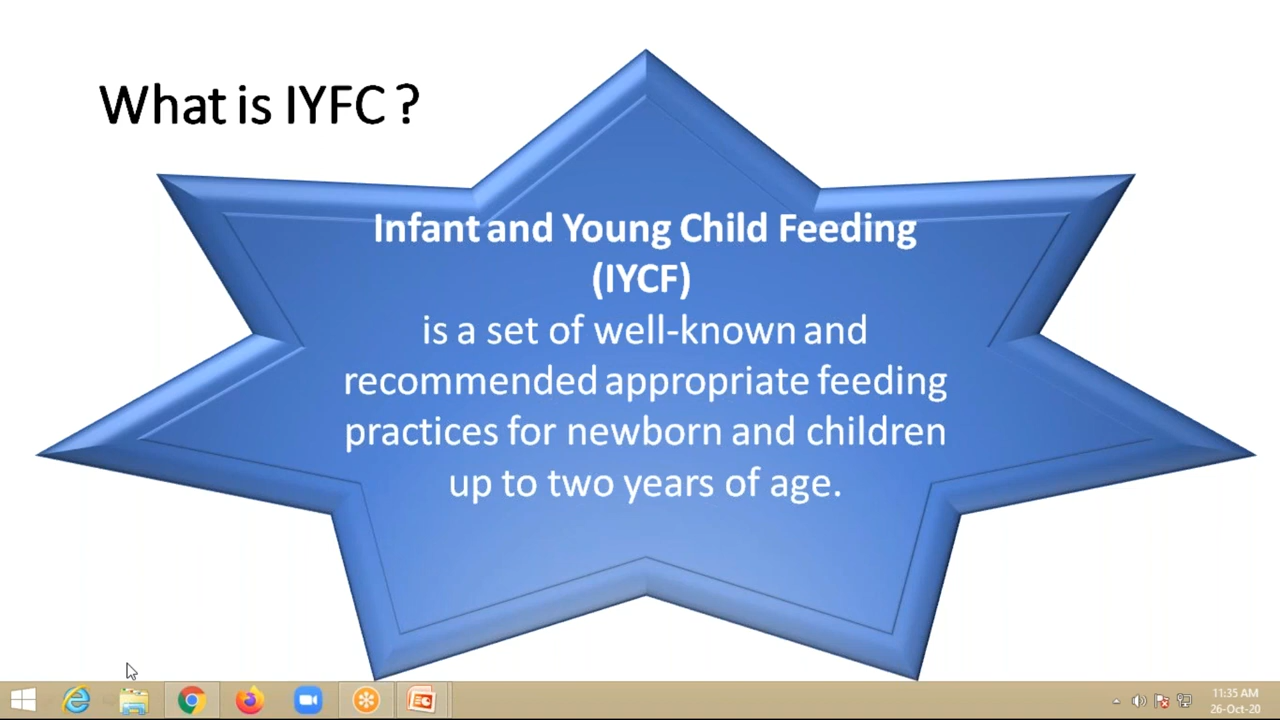 What is IYFC ?
Infant and Young Child Feeding
(IYCF)
is a set of well-known and
recommended appropriate feeding
practices for newborn and children
up to two years of age.
11:35 AM
26-Oct-20